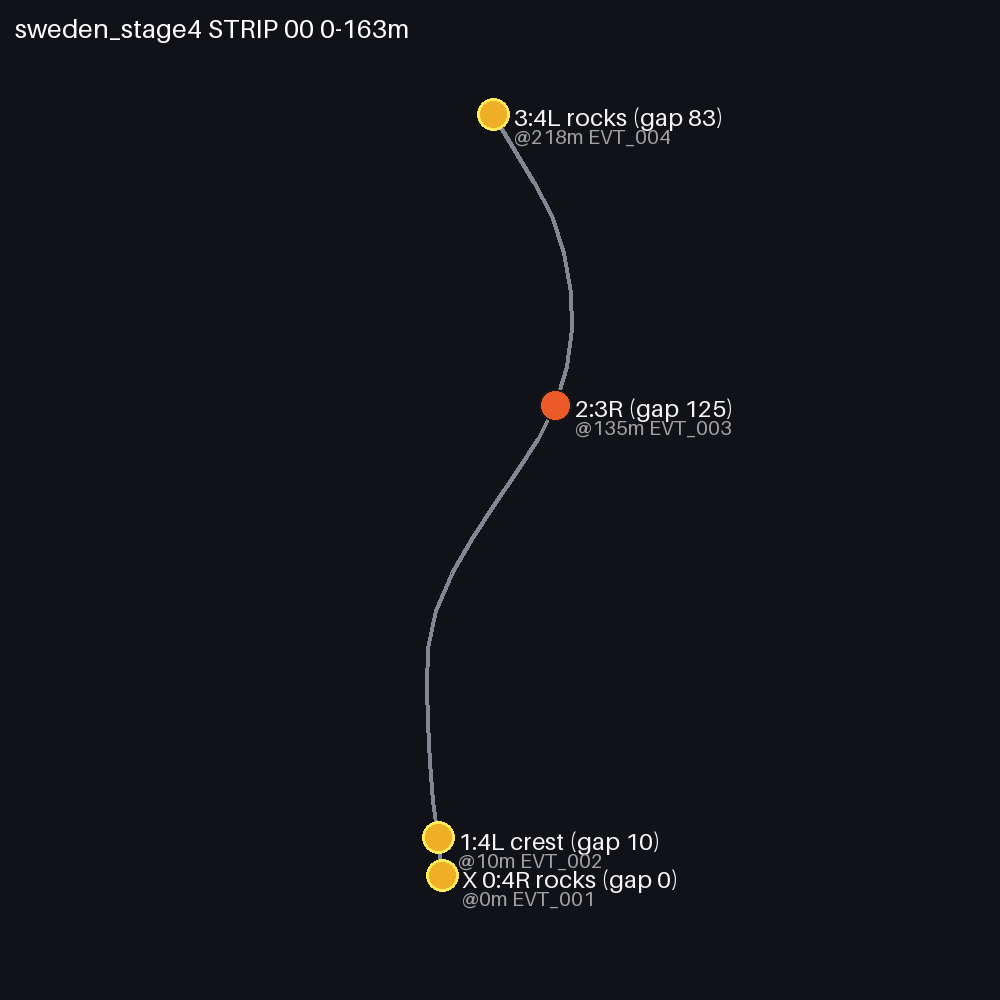 sweden_stage4 STRIP 00 0-163m
3:4L rocks (gap 83)
@218m EVT_004
2:3R (gap 125)
@135m EVT_003
1:4L crest (gap 10)
@10m EVT_002
X 0:4R rocks (gap 0)
@0m EVT_001